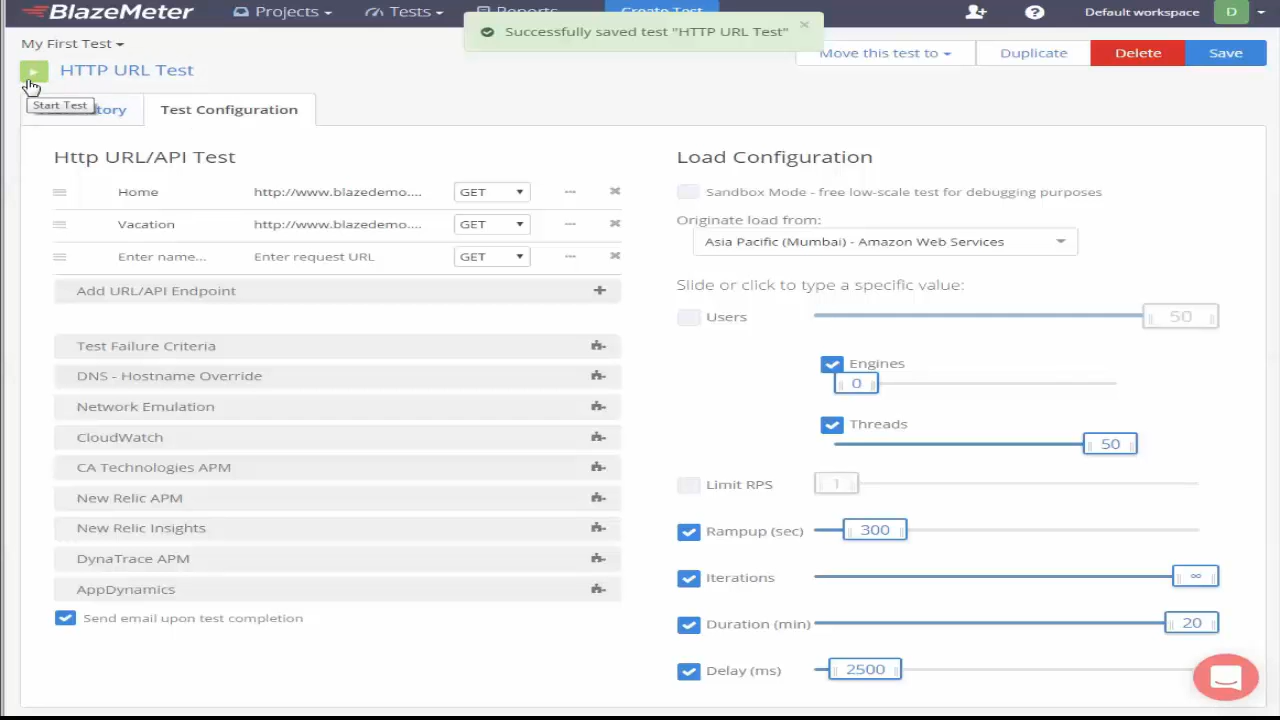 BlazeMeter
Projects
Tests
Reports
Create Test
Default workspace
D
Successfully saved test "HTTP URL Test"
My First Test
HTTP URL Test
Move this test to
Duplicate
Delete
Save
Start Test
tory
Test Configuration
Http URL/API Test
Home http://www.blazedemo.... GET
Vacation http://www.blazedemo.... GET
Enter name... Enter request URL GET
Add URL/API Endpoint
Test Failure Criteria
DNS - Hostname Override
Network Emulation
CloudWatch
CA Technologies APM
New Relic APM
New Relic Insights
DynaTrace APM
AppDynamics
Send email upon test completion
Load Configuration
Sandbox Mode - free low-scale test for debugging purposes
Originate load from:
Asia Pacific (Mumbai) - Amazon Web Services
Slide or click to type a specific value:
Users 50
Engines
0
Threads
50
Limit RPS 1
Rampup (sec) 300
Iterations ∞
Duration (min) 20
Delay (ms) 2500